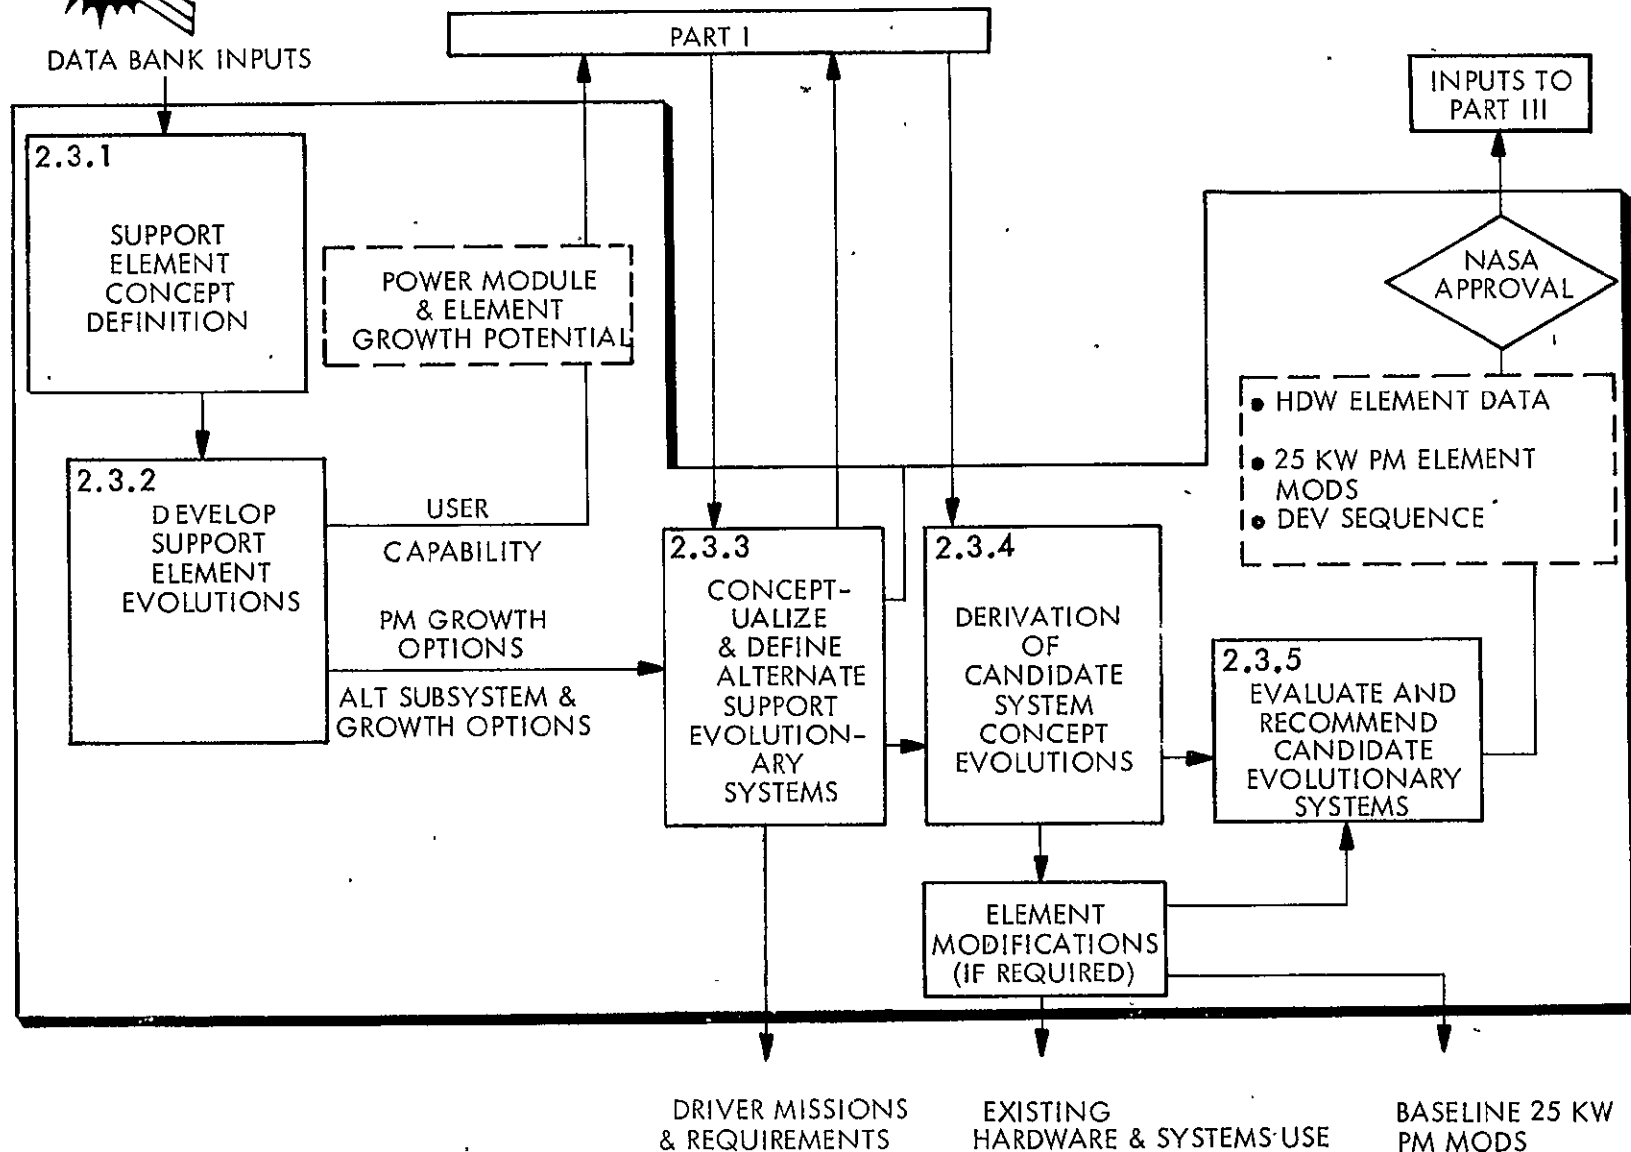 DATA BANK INPUTS
PART I
INPUTS TO
PART III
2.3.1
SUPPORT
ELEMENT
CONCEPT
DEFINITION
POWER MODULE
& ELEMENT
GROWTH POTENTIAL
NASA
APPROVAL
• HDW ELEMENT DATA
• 25 KW PM ELEMENT
MODS
• DEV SEQUENCE
2.3.2
DEVELOP
SUPPORT
ELEMENT
EVOLUTIONS
USER
CAPABILITY
PM GROWTH
OPTIONS
ALT SUBSYSTEM &
GROWTH OPTIONS
2.3.3
CONCEPT-
UALIZE
& DEFINE
ALTERNATE
SUPPORT
EVOLUTION-
ARY
SYSTEMS
2.3.4
DERIVATION
OF
CANDIDATE
SYSTEM
CONCEPT
EVOLUTIONS
2.3.5
EVALUATE AND
RECOMMEND
CANDIDATE
EVOLUTIONARY
SYSTEMS
ELEMENT
MODIFICATIONS
(IF REQUIRED)
DRIVER MISSIONS
& REQUIREMENTS
EXISTING
HARDWARE & SYSTEMS USE
BASELINE 25 KW
PM MODS